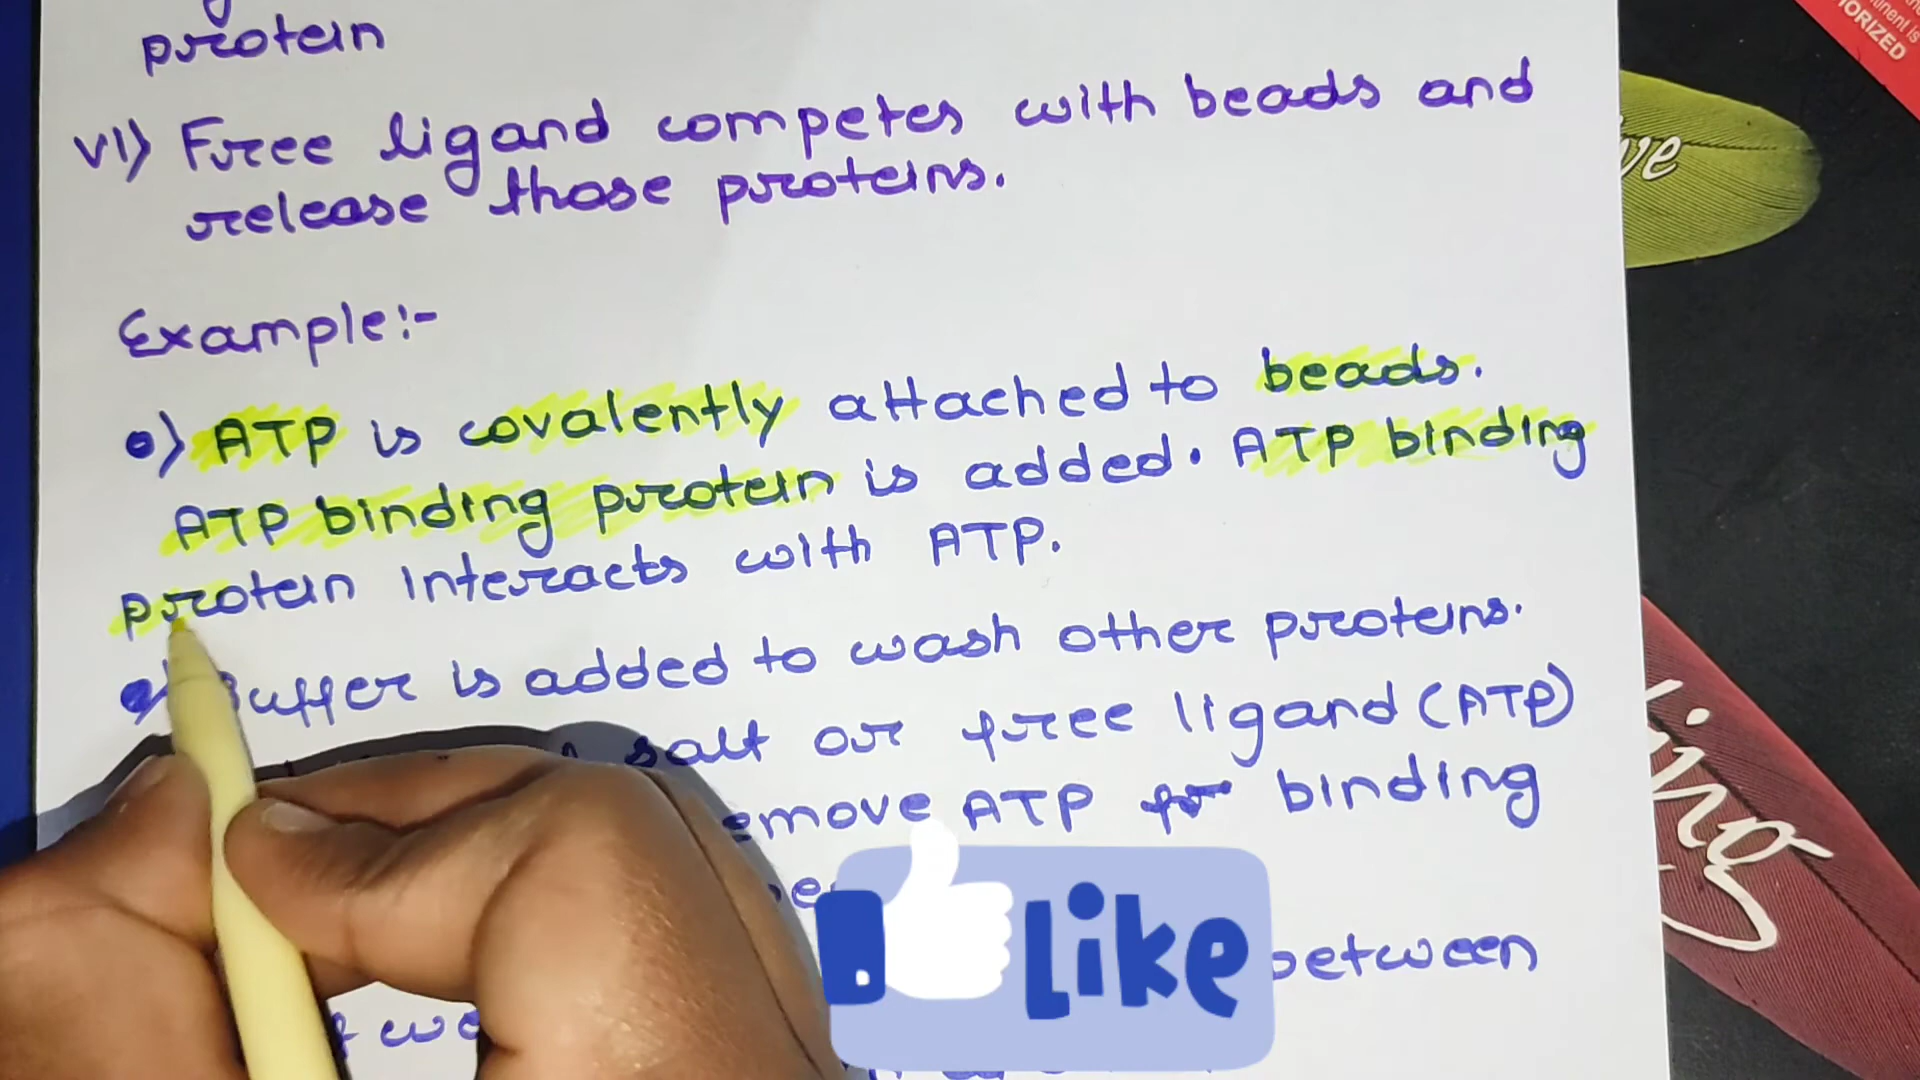 protein
VI) Free ligand competes with beads and
release those proteins.
Example:-
ATP is covalently attached to beads.
ATP binding protein is added. ATP binding
protein interacts with ATP.
Buffer is added to wash other proteins.
salt or free ligand (ATP)
ATP binding
between
Like
ORIZED